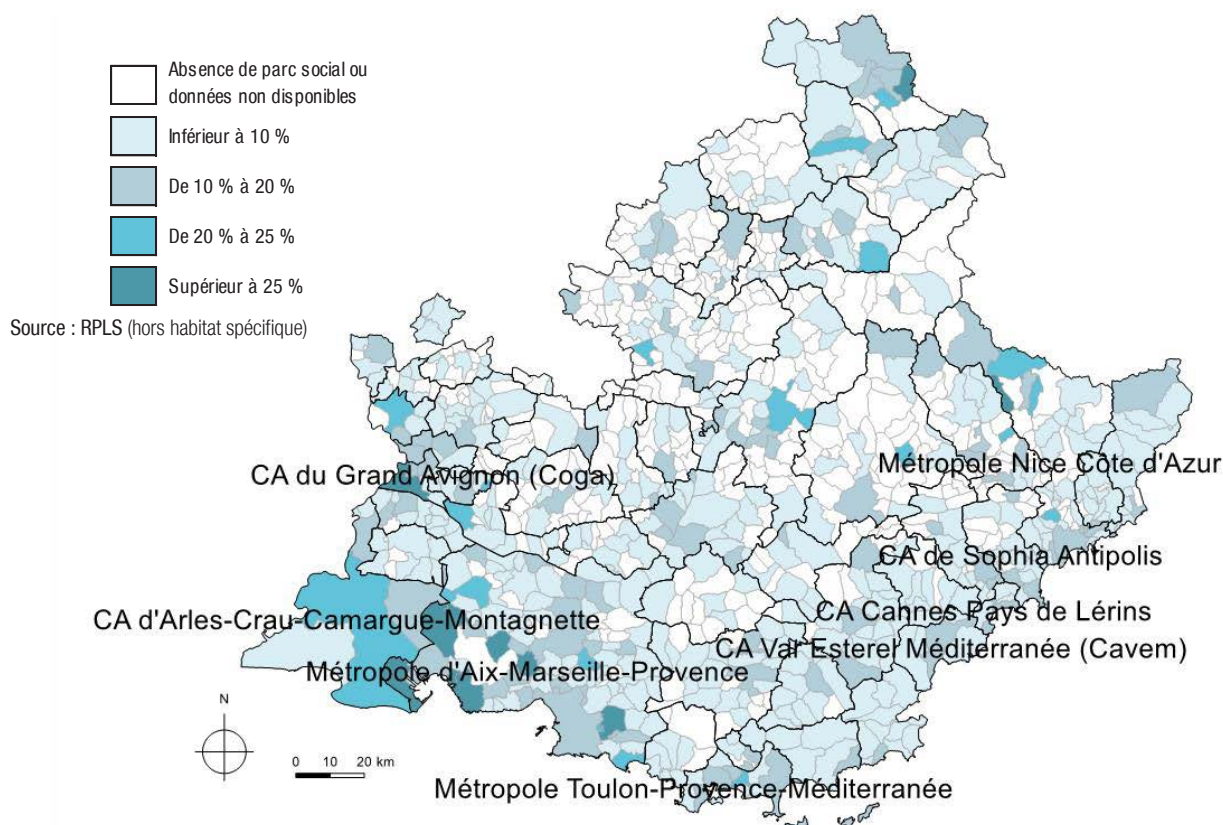 Absence de parc social ou
données non disponibles
Inférieur à 10 %
De 10 % à 20 %
De 20 % à 25 %
Supérieur à 25 %
Source : RPLS (hors habitat spécifique)
CA du Grand Avignon (Coga)
Métropole Nice Côte d'Azur
CA de Sophia Antipolis
CA d'Arles-Crau-Camargue-Montagnette
CA Cannes Pays de Lérins
CA Var Esterel Méditerranée (Cavem)
Métropole d'Aix-Marseille-Provence
N
0 10 20 km
Métropole Toulon-Provence-Méditerranée